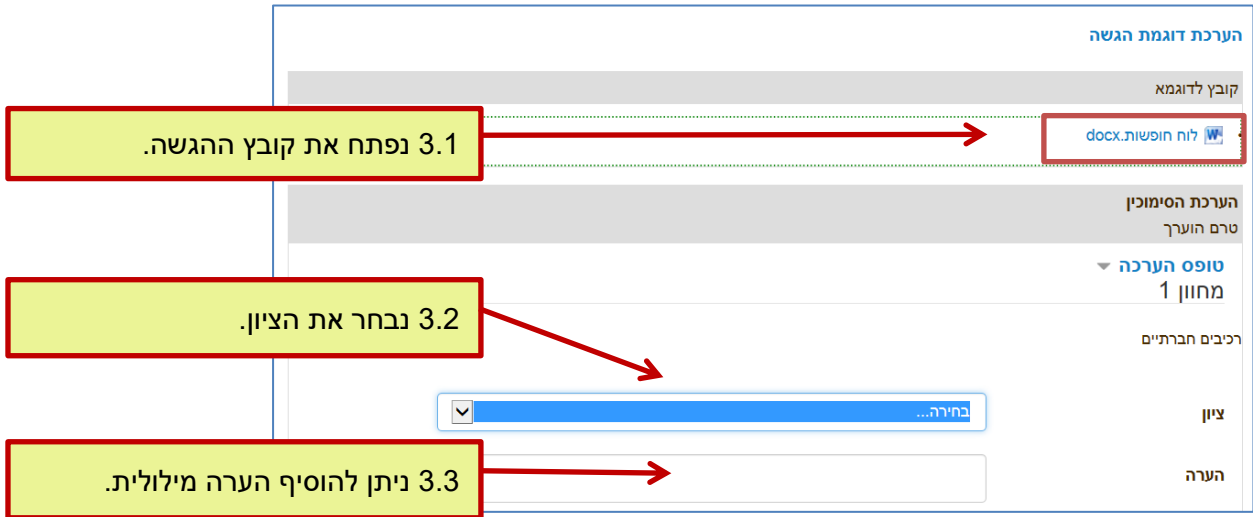 הערכת דוגמת הגשה
קובץ לדוגמא
לוח חופשות.docx
3.1 נפתח את קובץ ההגשה.
הערכת הסימוכין
טרם הוערך
טופס הערכה
מחוון 1
3.2 נבחר את הציון.
רכיבים חברתיים
ציון
בחירה...
הערה
3.3 ניתן להוסיף הערה מילולית.